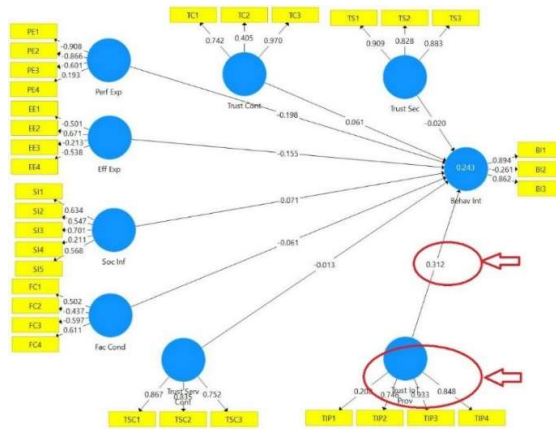 TC1
TC2
TC3
TS1
TS2
TS3
PE1
PE2
PE3
PE4
-0.908
-0.866
-0.601
0.193
Perf Exp
0.742
0.405
0.970
Trust Cont
0.909
0.828
0.883
Trust Sec
EE1
EE2
EE3
EE4
-0.501
0.671
-0.213
-0.538
Eff Exp
-0.198
0.061
-0.020
-0.155
0.243
Behav Int
0.894
-0.261
0.862
BI1
BI2
BI3
SI1
SI2
SI3
SI4
SI5
0.634
0.547
0.701
0.211
0.568
Soc Inf
-0.071
-0.061
-0.013
0.312
FC1
FC2
FC3
FC4
0.502
-0.437
-0.597
0.611
Fac Cond
Trust Serv
Cont
0.867
0.835
0.752
TSC1
TSC2
TSC3
Trust IoT
Prov
0.746
0.933
0.848
TIP1
TIP2
TIP3
TIP4